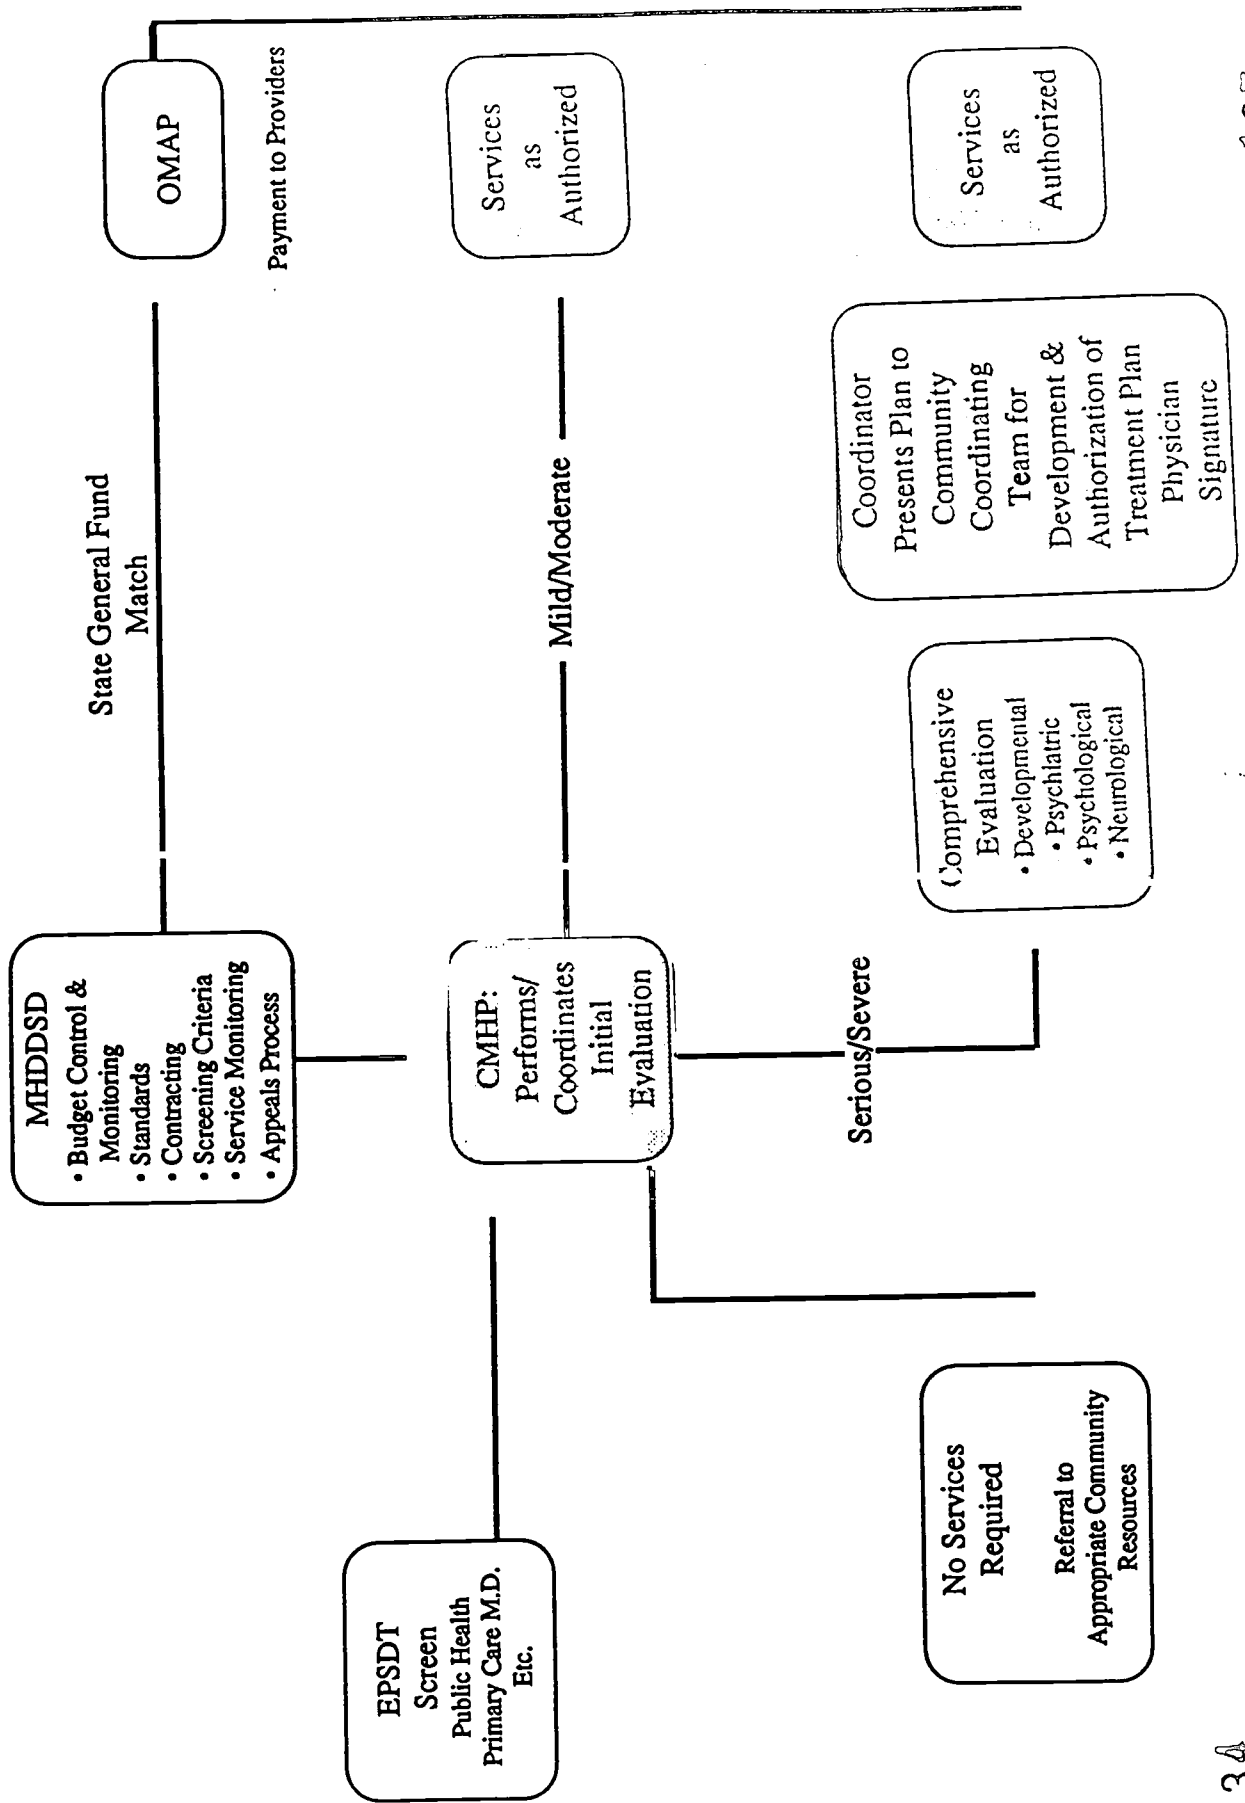 MHDDSD
• Budget Control &
Monitoring
• Standards
• Contracting
• Screening Criteria
• Service Monitoring
• Appeals Process
State General Fund
Match
OMAP
Payment to Providers
EPSDT
Screen
Public Health
Primary Care M.D.
Etc.
CMHP:
Performs/
Coordinates
Initial
Evaluation
Mild/Moderate
Services
as
Authorized
Serious/Severe
No Services
Required
Referral to
Appropriate Community
Resources
Comprehensive
Evaluation
• Developmental
• Psychiatric
• Psychological
• Neurological
Coordinator
Presents Plan to
Community
Coordinating
Team for
Development &
Authorization of
Treatment Plan
Physician
Signature
Services
as
Authorized
34